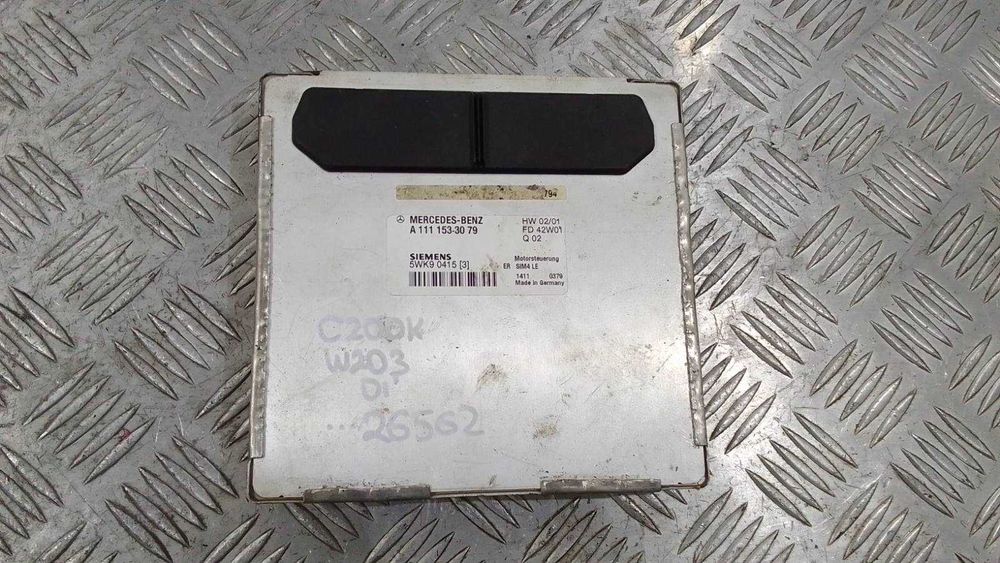 794
MERCEDES-BENZ
A 111 153-30 79
HW 02/01
FD 42W01
Q 02
SIEMENS
5WK9 0415 [3]
Motorsteuerung
ER SIM4 LE
1411 0379
Made in Germany
C200K
W203
01'
...26562